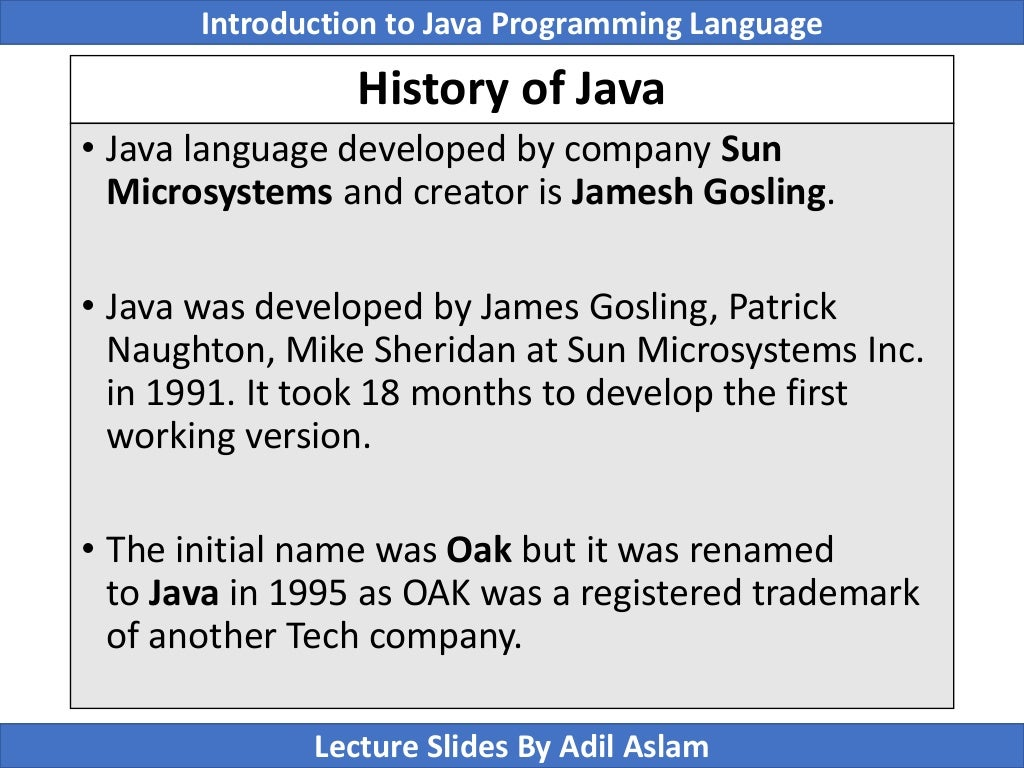 Introduction to Java Programming Language
History of Java
• Java language developed by company Sun
Microsystems and creator is Jamesh Gosling.
• Java was developed by James Gosling, Patrick
Naughton, Mike Sheridan at Sun Microsystems Inc.
in 1991. It took 18 months to develop the first
working version.
• The initial name was Oak but it was renamed
to Java in 1995 as OAK was a registered trademark
of another Tech company.
Lecture Slides By Adil Aslam